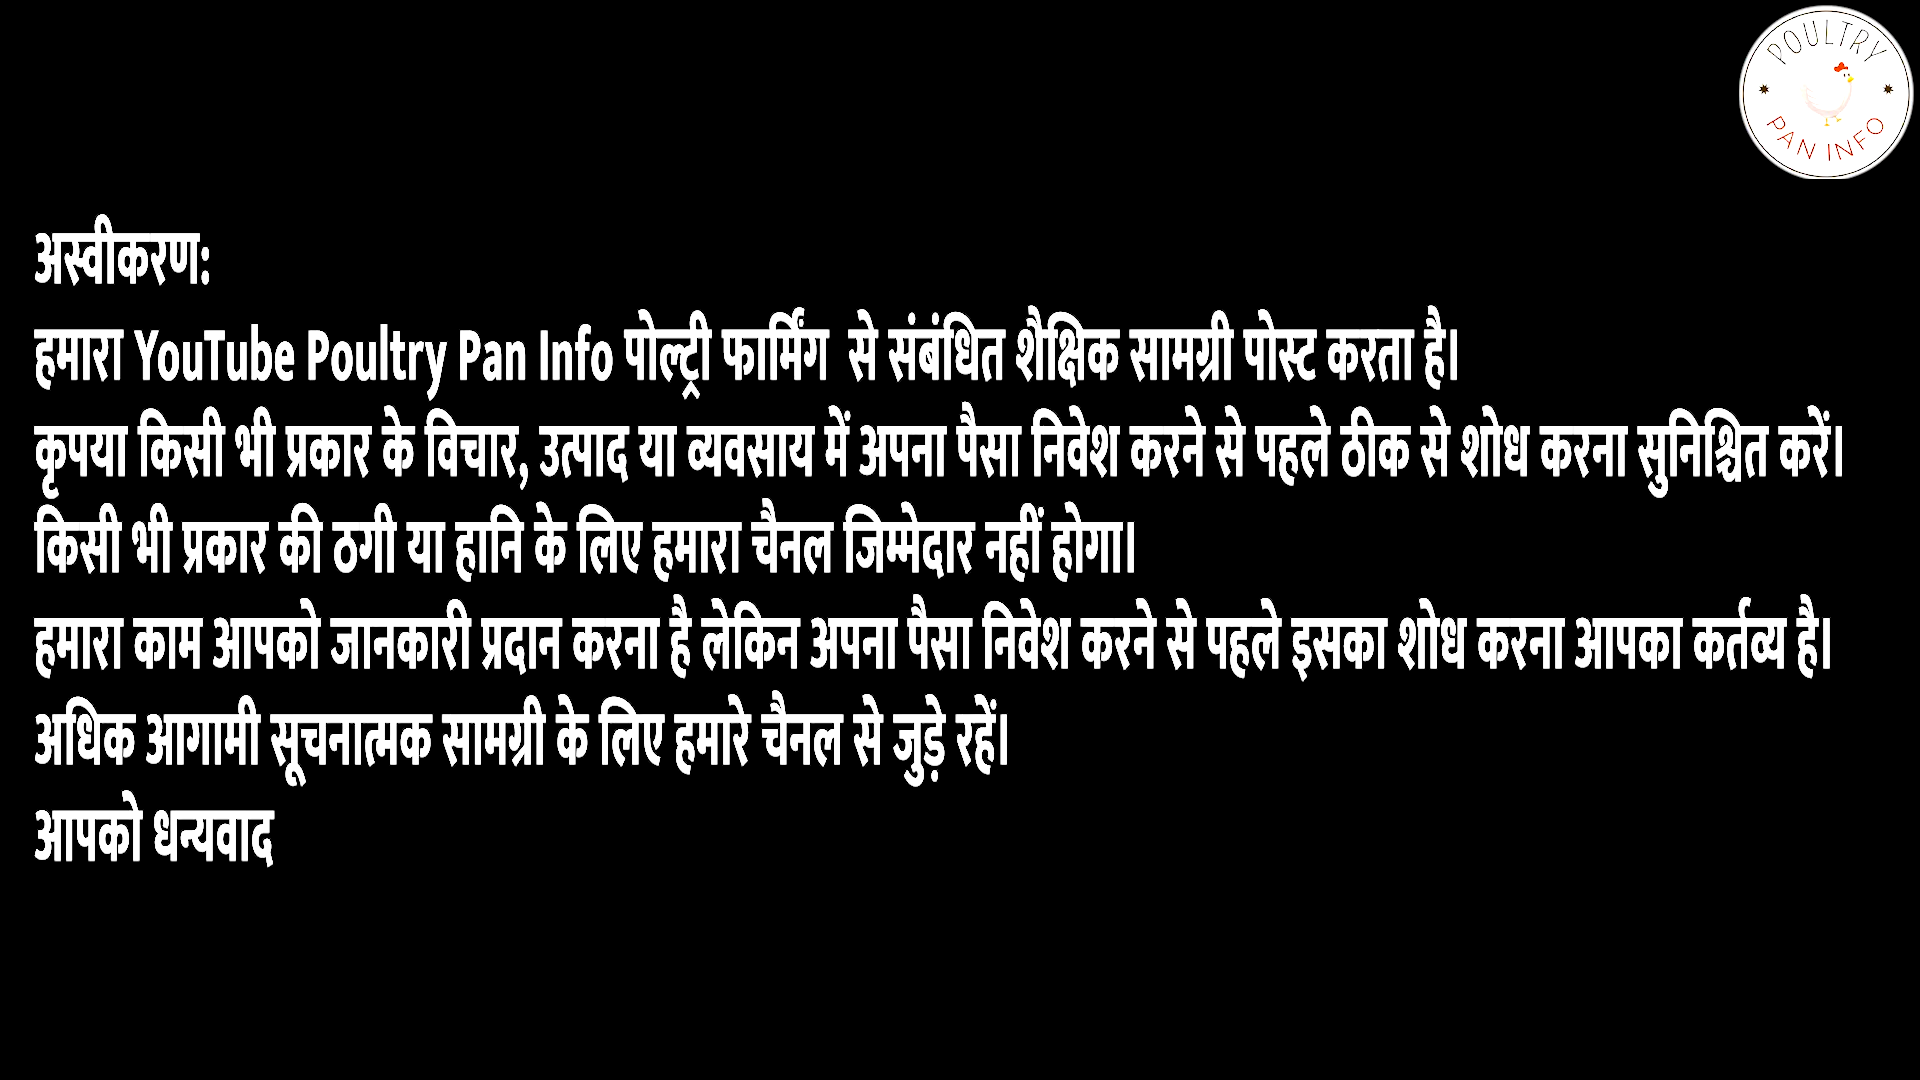 POULTRY
PAN INFO
अस्वीकरण:
हमारा YouTube Poultry Pan Info पोल्ट्री फार्मिंग से संबंधित शैक्षिक सामग्री पोस्ट करता है।
कृपया किसी भी प्रकार के विचार, उत्पाद या व्यवसाय में अपना पैसा निवेश करने से पहले ठीक से शोध करना सुनिश्चित करें।
किसी भी प्रकार की ठगी या हानि के लिए हमारा चैनल जिम्मेदार नहीं होगा।
हमारा काम आपको जानकारी प्रदान करना है लेकिन अपना पैसा निवेश करने से पहले इसका शोध करना आपका कर्तव्य है।
अधिक आगामी सूचनात्मक सामग्री के लिए हमारे चैनल से जुड़े रहें।
आपको धन्यवाद